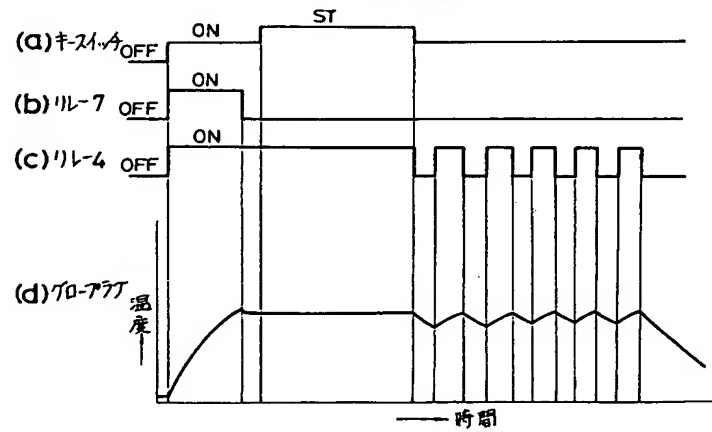 ST
(a) キースイッチ OFF ON
(b) リレー7 OFF ON
(c) リレー4 OFF ON
(d) グロープラグ
温度→
→時間